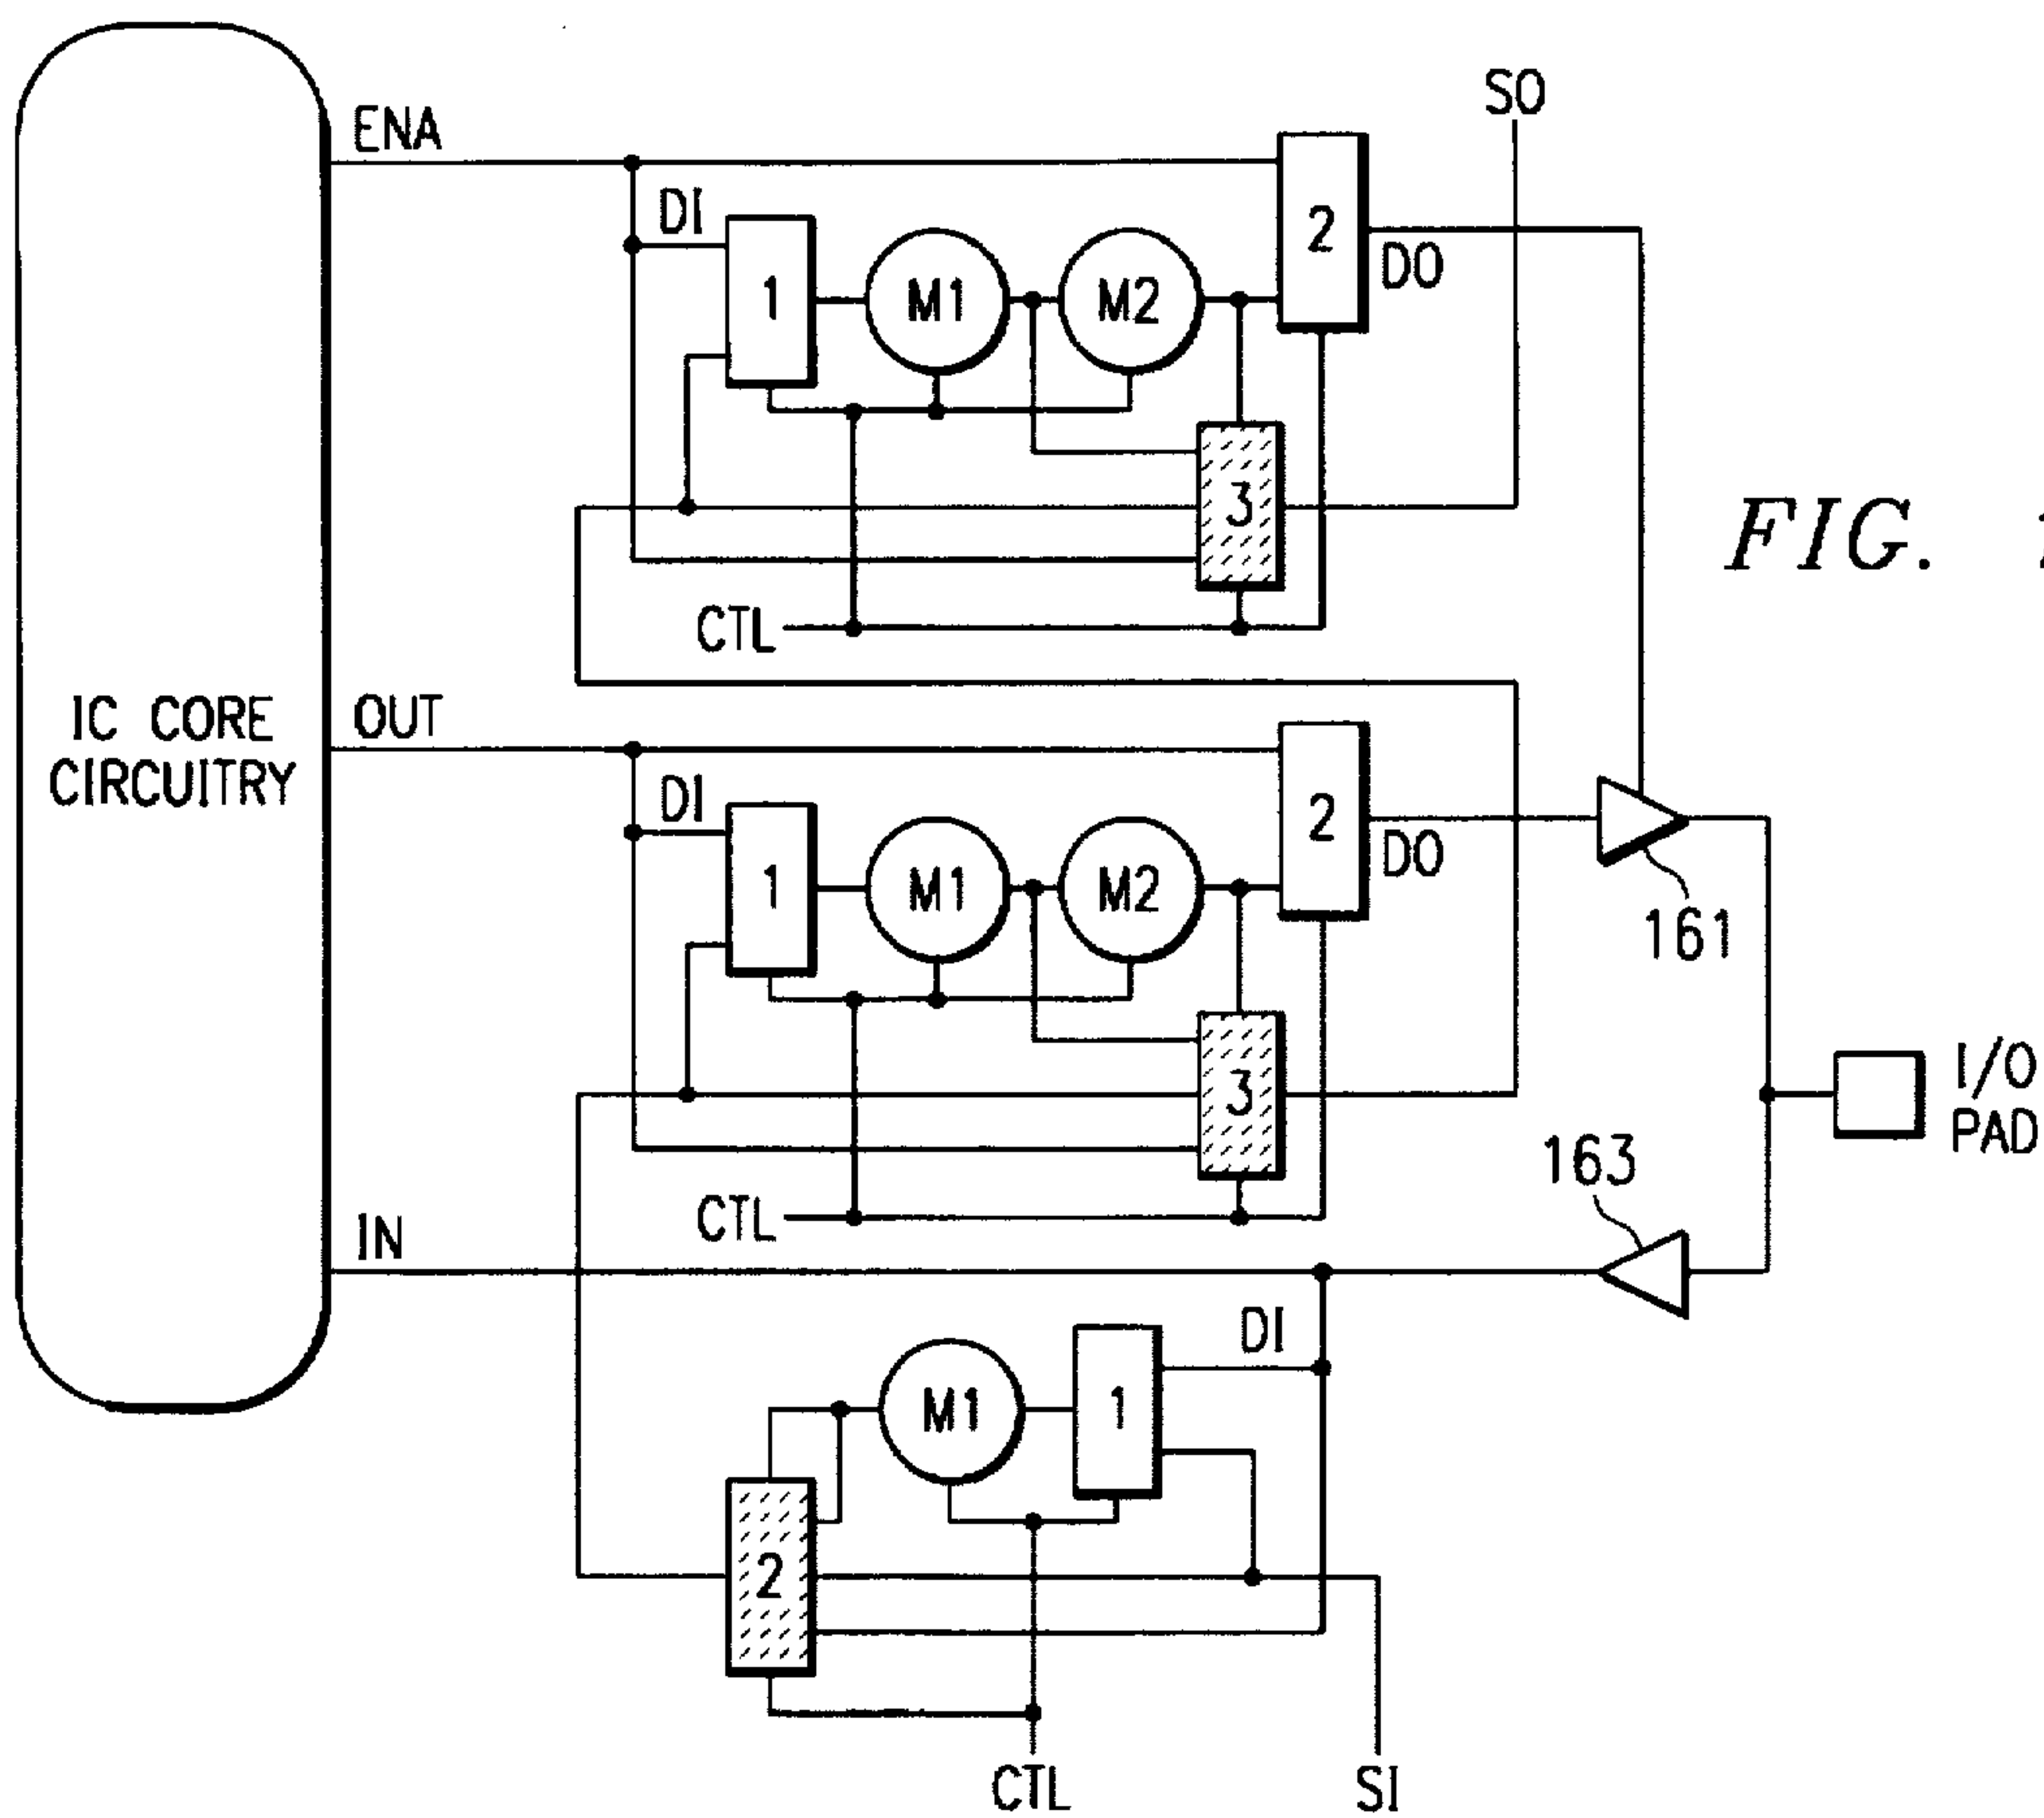 SO
ENA
DI
1
M1
M2
2
DO
3
FIG.
CTL
IC CORE
CIRCUITRY
OUT
DI
1
M1
M2
2
DO
161
3
I/O
PAD
163
CTL
IN
DI
M1
1
2
CTL
SI